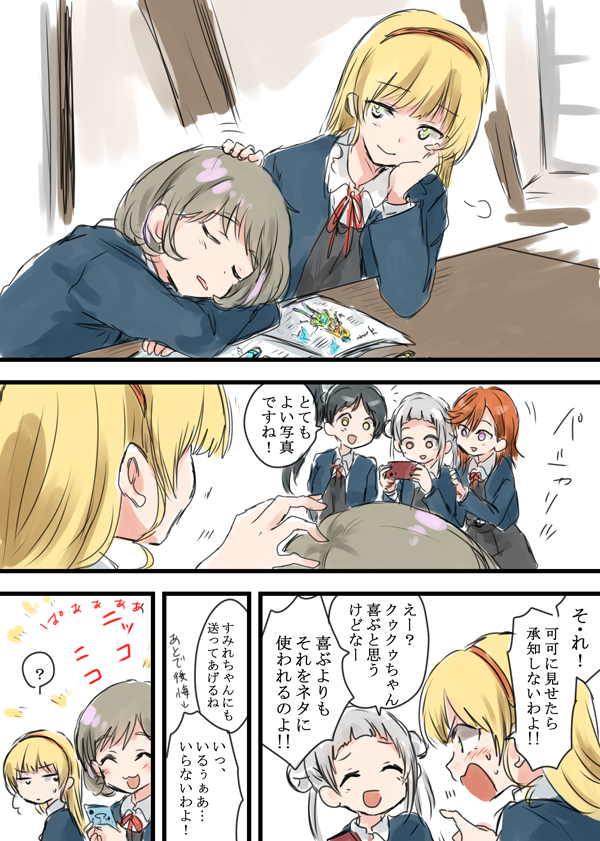 とても
よい写真
ですね！
パシャッ
そ・れ！
可可に見せたら
承知しないわよ!!
えー？
クゥクゥちゃん
喜ぶと思う
けどなー
喜ぶよりも
それをネタに
使われるのよ!!
すみれちゃんにも
送ってあげるね
あとで後悔↓
いっ、
いるぅぁあ…
いらないわよ！
ぱぁぁぁぁ
ニッ
コ
ニコ
？